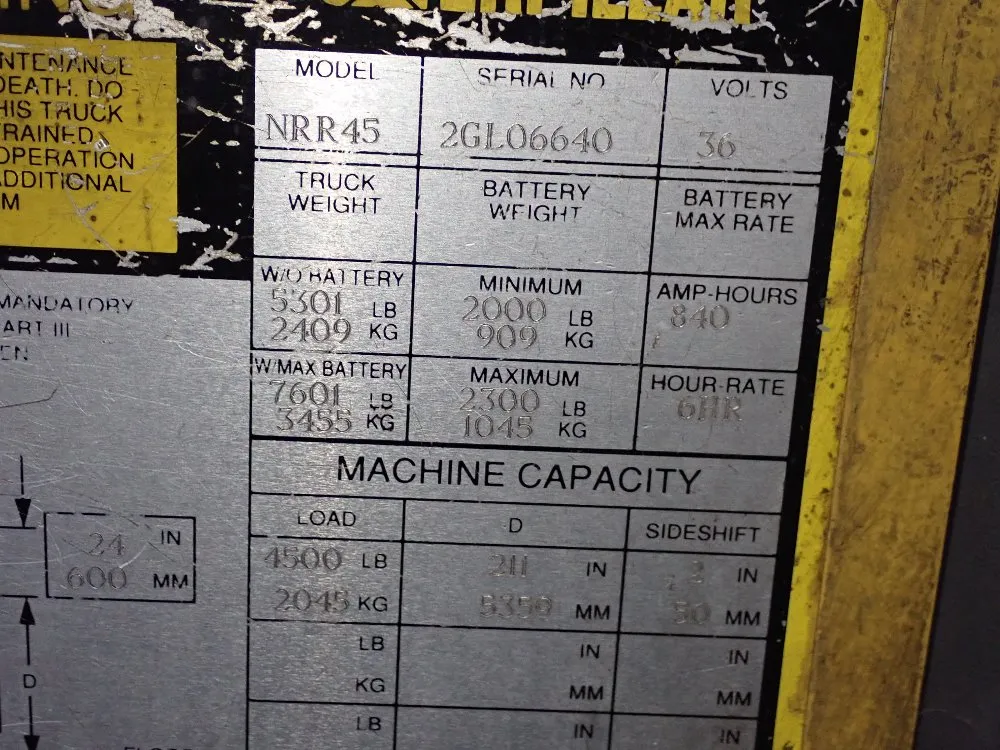 CATERPILLAR
NTENANCE
DEATH. DO
HIS TRUCK
TRAINED
OPERATION
ADDITIONAL
M
MODEL
SERIAL NO
VOLTS
NRR45
2GL06640
36
TRUCK
WEIGHT
BATTERY
WEIGHT
BATTERY
MAX RATE
W/O BATTERY
5301 LB
2409 KG
MINIMUM
2000 LB
909 KG
AMP-HOURS
840
W/MAX BATTERY
7601 LB
3455 KG
MAXIMUM
2300 LB
1045 KG
HOUR-RATE
6HR
MANDATORY
ART III
EN
MACHINE CAPACITY
LOAD
D
SIDESHIFT
4500 LB
2045 KG
211 IN
5359 MM
2 IN
50 MM
LB
KG
IN
MM
IN
MM
LB
IN
MM
24 IN
600 MM
D